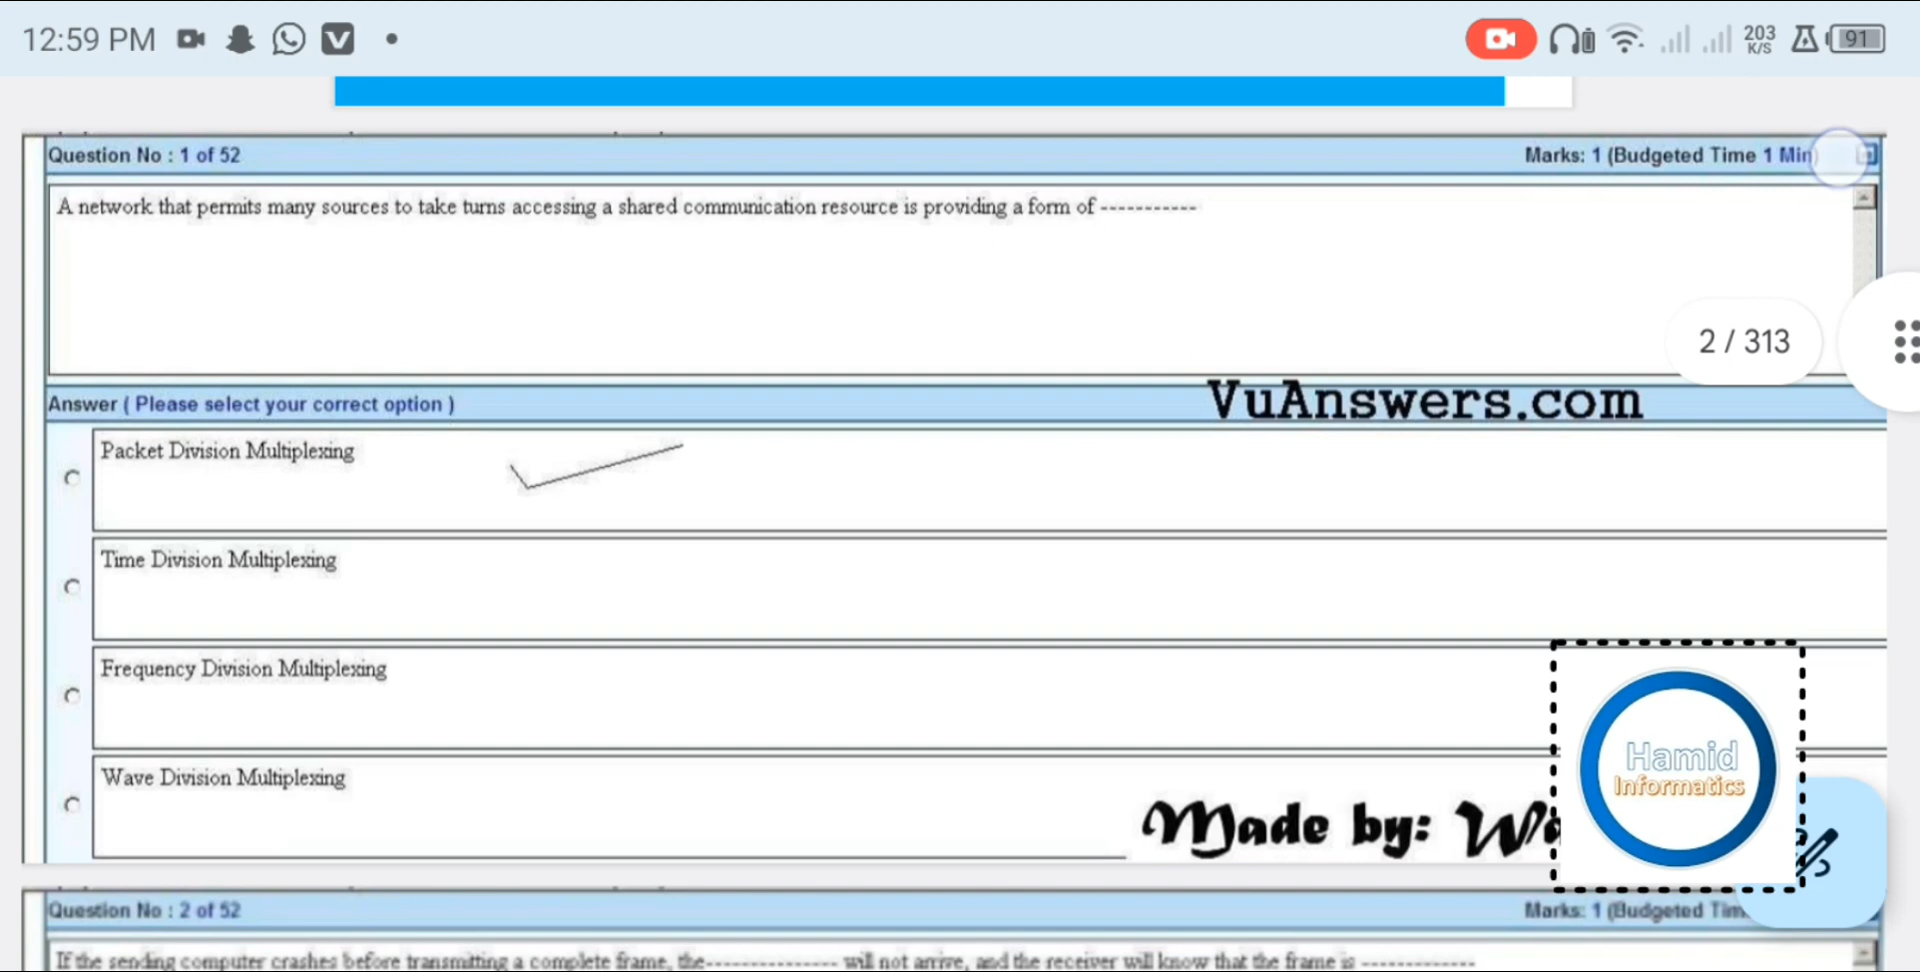 12:59 PM
203
K/S
91
Question No : 1 of 52
Marks: 1 (Budgeted Time 1 Min)
A network that permits many sources to take turns accessing a shared communication resource is providing a form of -----------
2 / 313
Answer ( Please select your correct option )
VuAnswers.com
Packet Division Multiplexing
Time Division Multiplexing
Frequency Division Multiplexing
Wave Division Multiplexing
Hamid
Informatics
Made by:
Question No : 2 of 52
Marks: 1 (Budgeted
If the sending computer crashes before transmitting a complete frame, the--------------- will not arrive, and the receiver will know that the frame is -------------